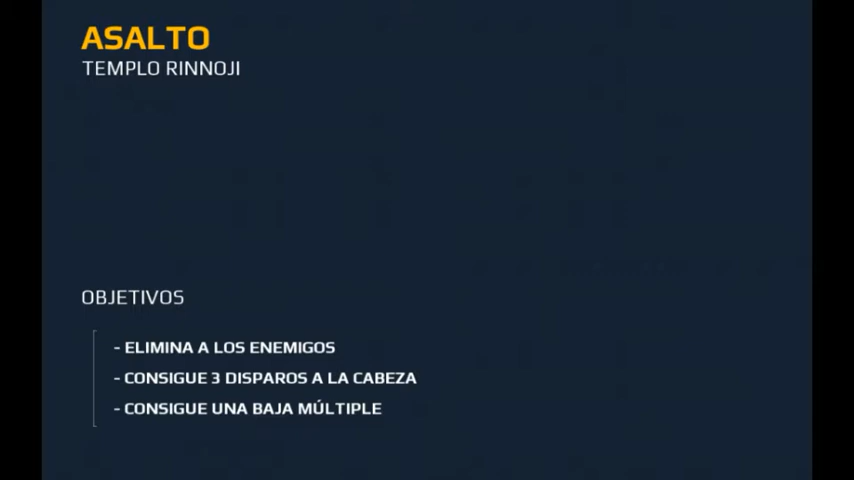 ASALTO
TEMPLO RINNOJI
OBJETIVOS
- ELIMINA A LOS ENEMIGOS
- CONSIGUE 3 DISPAROS A LA CABEZA
- CONSIGUE UNA BAJA MÚLTIPLE